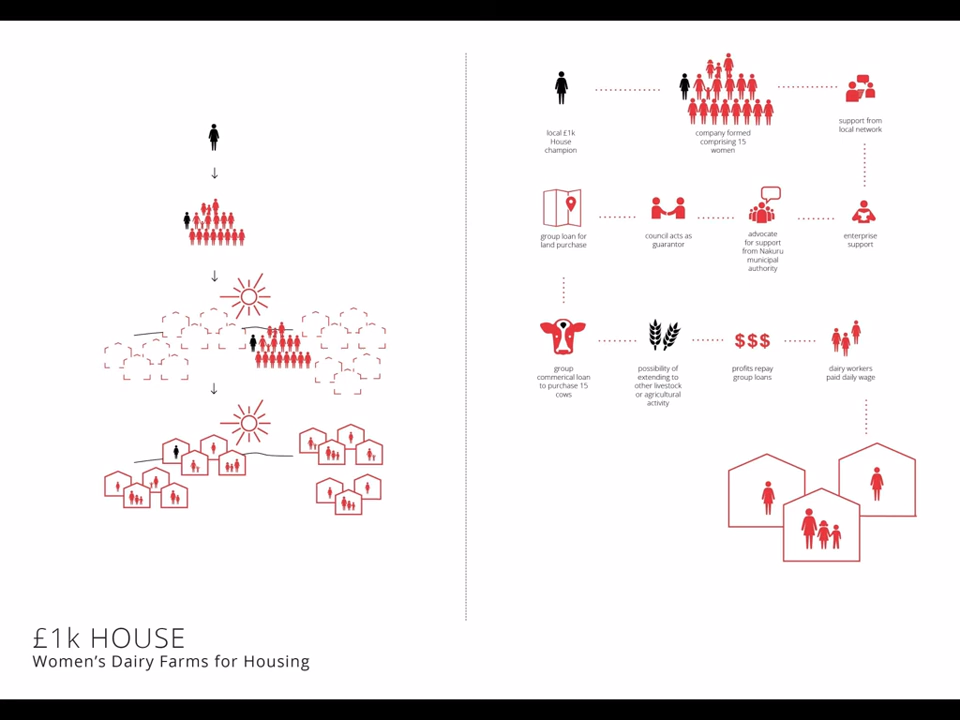 local £1k
House
champion
company formed
comprising 15
women
support from
local network
group loan for
land purchase
council acts as
guarantor
advocate
for support
from Nakuru
municipal
authority
enterprise
support
group
commerical loan
to purchase 15
cows
possibility of
extending to
other livestock
or agricultural
activity
$$$
profits repay
group loans
dairy workers
paid daily wage
£1k HOUSE
Women's Dairy Farms for Housing